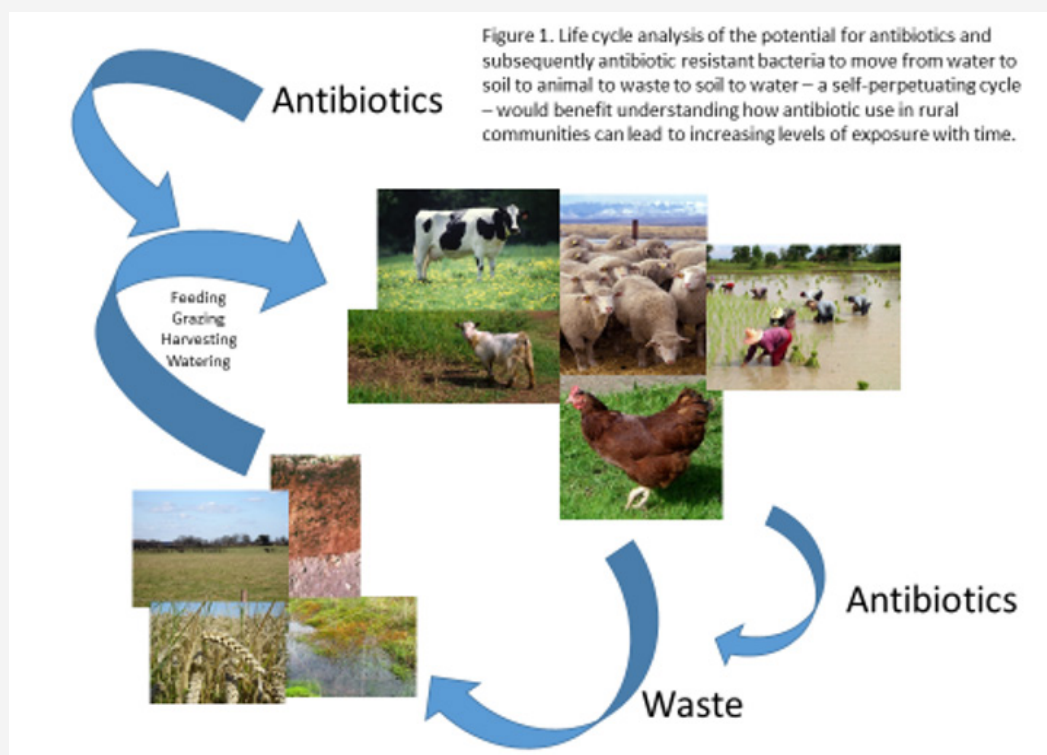 Figure 1. Life cycle analysis of the potential for antibiotics and
subsequently antibiotic resistant bacteria to move from water to
soil to animal to waste to soil to water – a self-perpetuating cycle
– would benefit understanding how antibiotic use in rural
communities can lead to increasing levels of exposure with time.
Antibiotics
Feeding
Grazing
Harvesting
Watering
Antibiotics
Waste